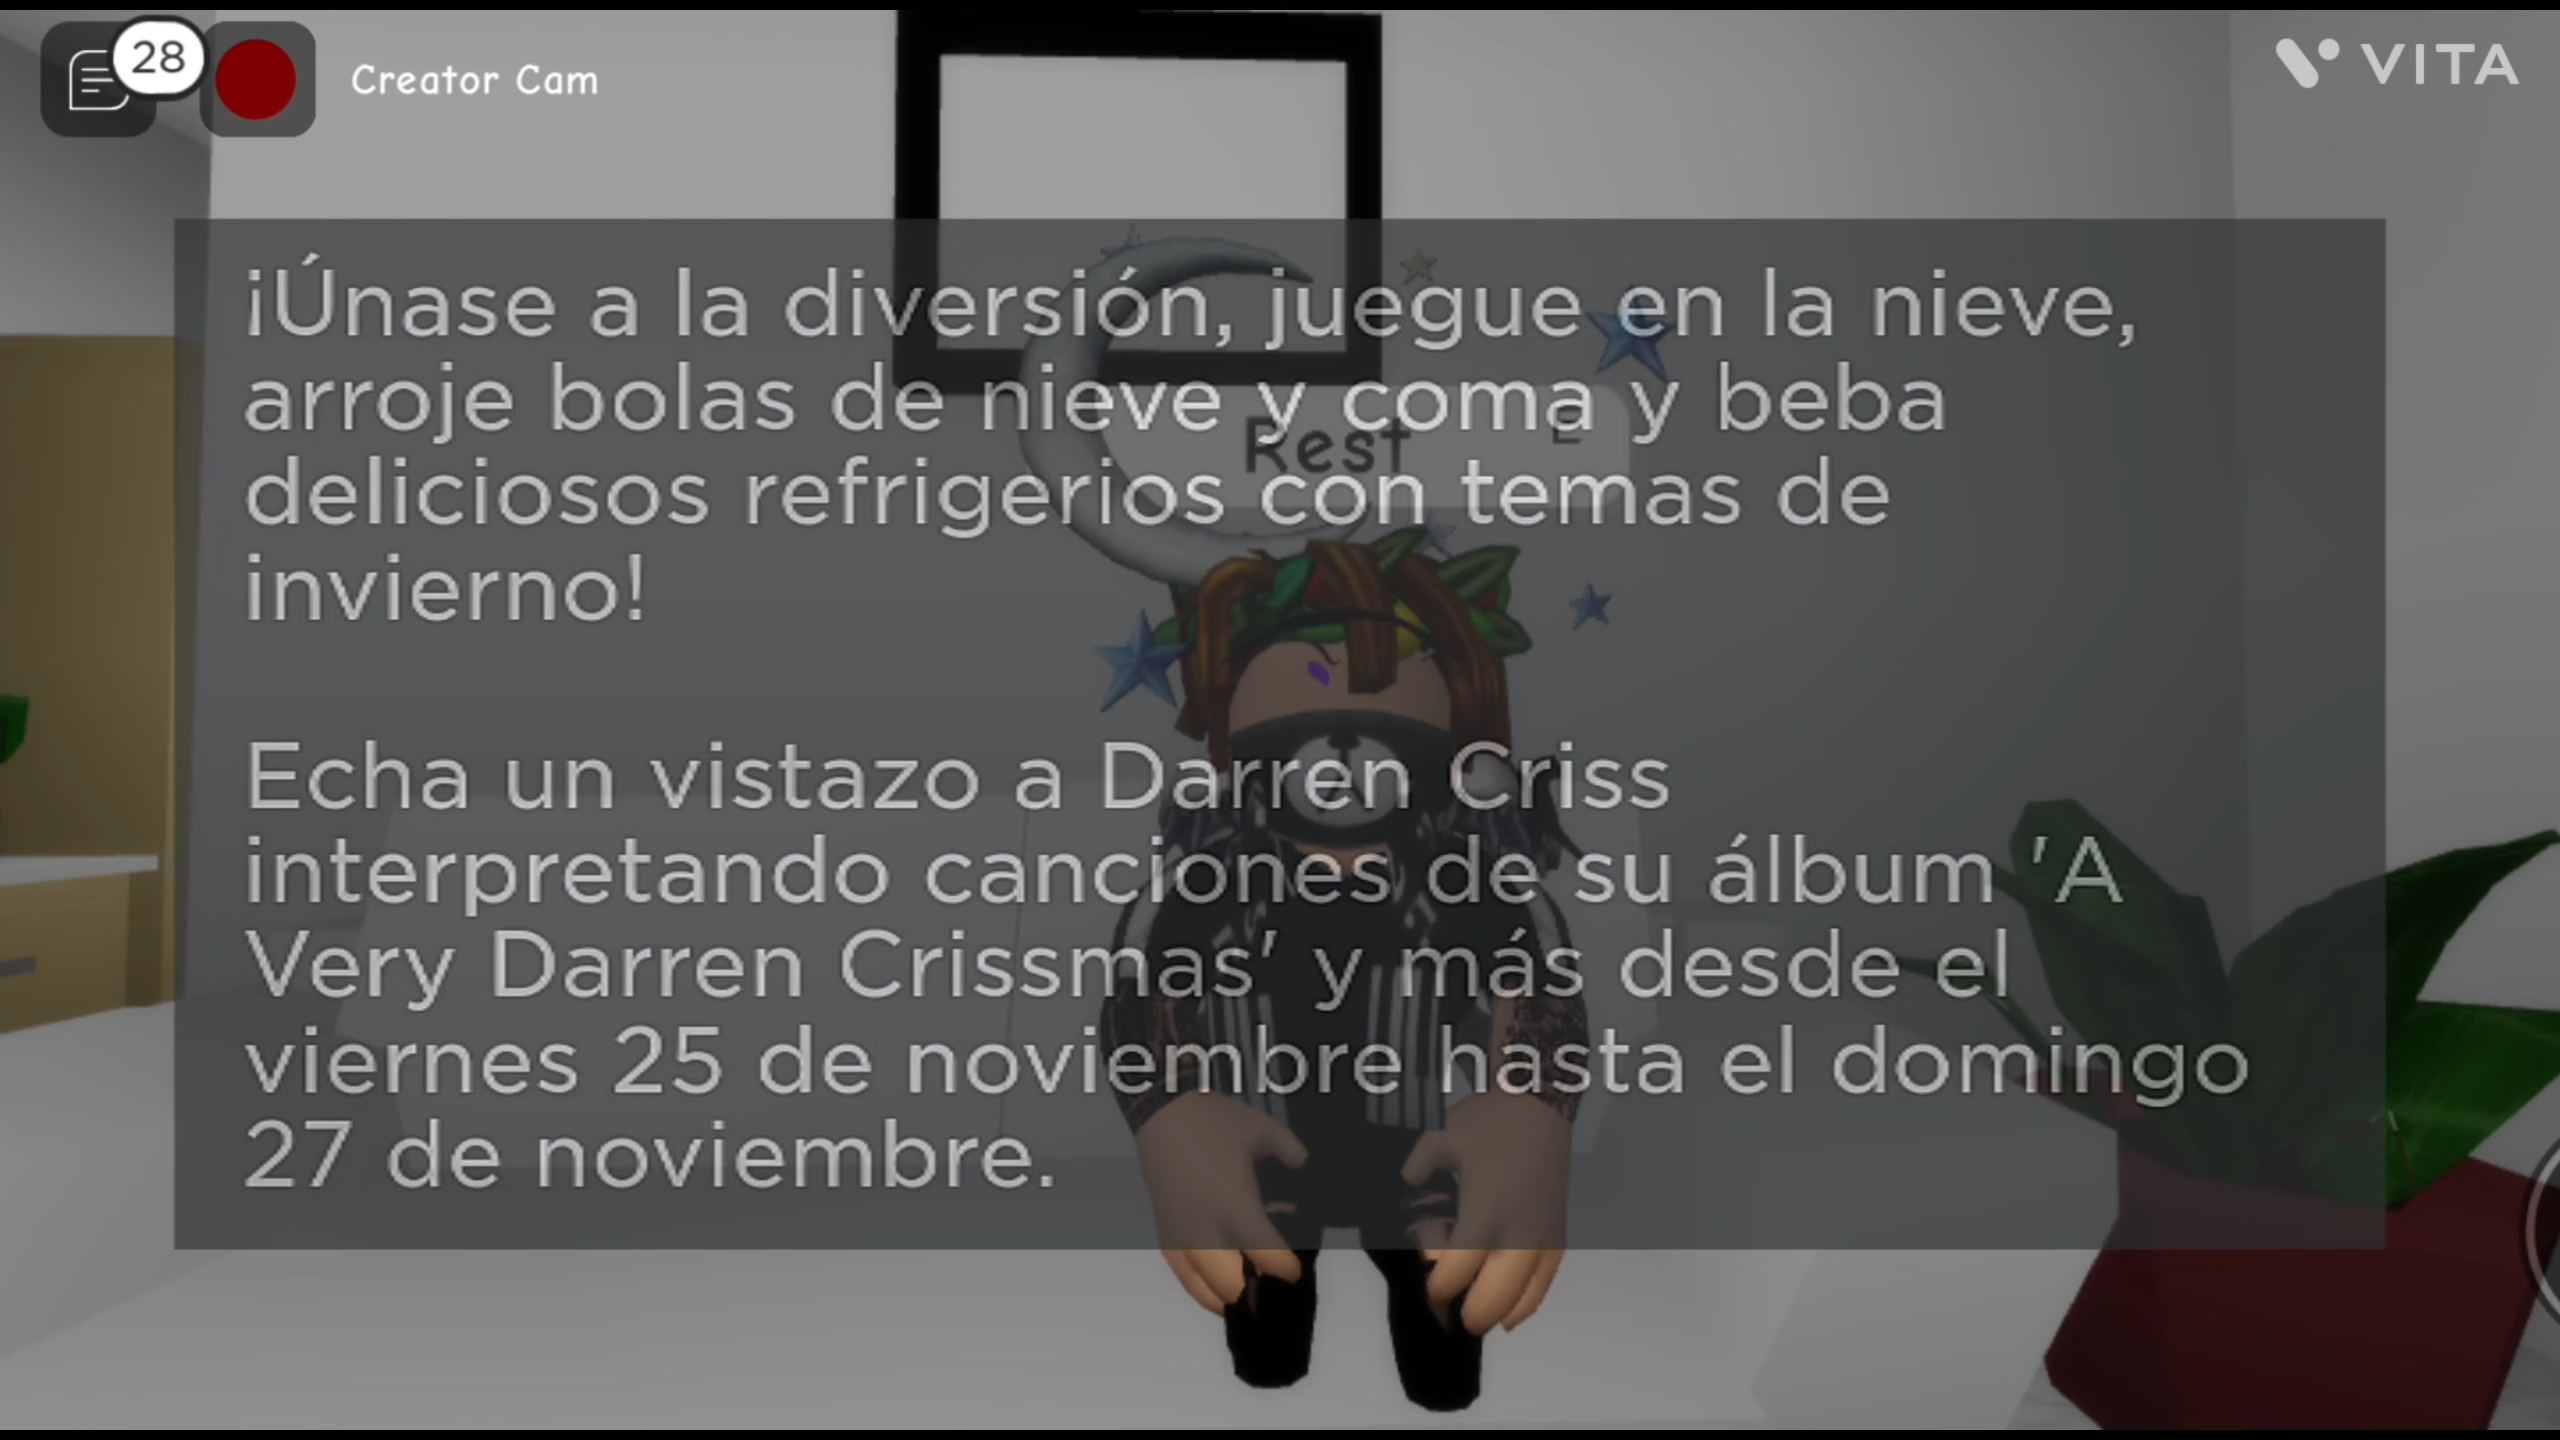 28
Creator Cam
VITA
¡Únase a la diversión, juegue en la nieve,
arroje bolas de nieve y coma y beba
Rest E
deliciosos refrigerios con temas de
invierno!
Echa un vistazo a Darren Criss
interpretando canciones de su álbum 'A
Very Darren Crissmas' y más desde el
viernes 25 de noviembre hasta el domingo
27 de noviembre.